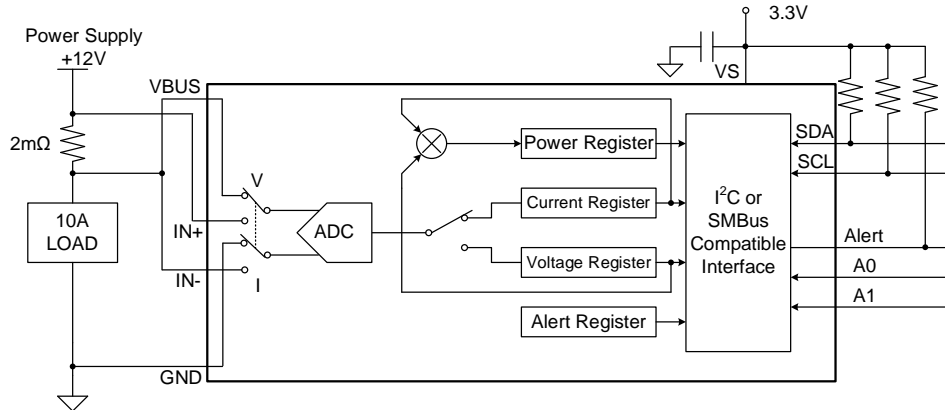 3.3V
Power Supply
+12V
VS
VBUS
2mΩ
SDA
Power Register
SCL
V
I²C or
SMBus
Compatible
Interface
10A
LOAD
IN+
ADC
Current Register
Alert
Voltage Register
IN-
I
A0
A1
Alert Register
GND